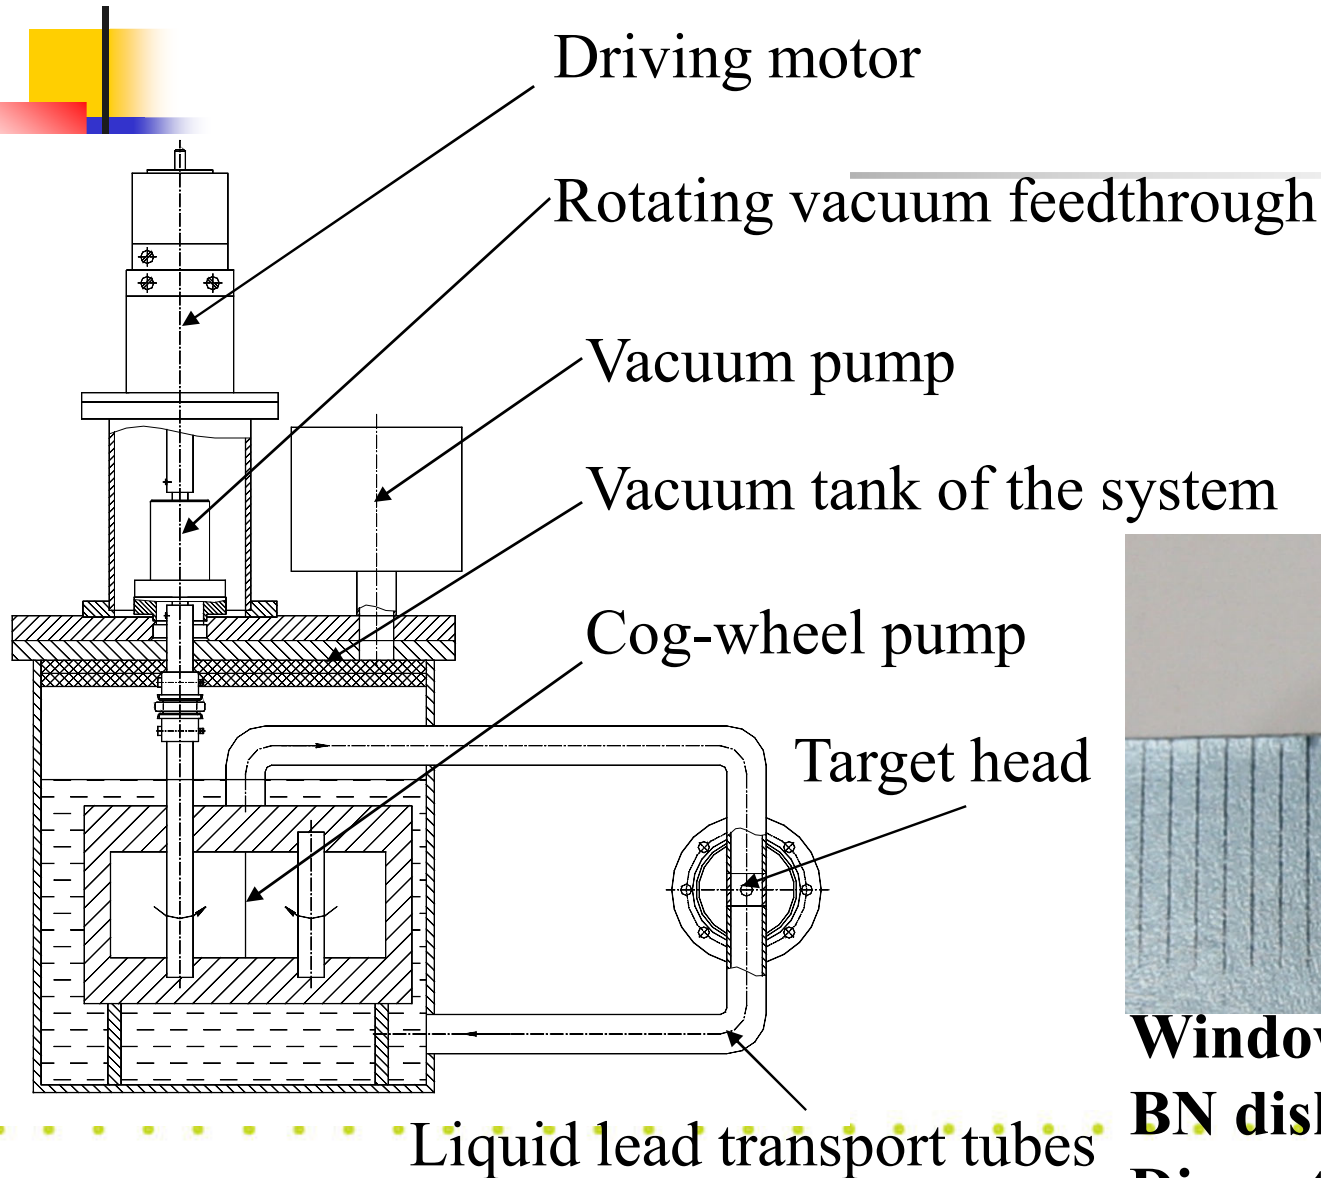 Driving motor
Rotating vacuum feedthrough
Vacuum pump
Vacuum tank of the system
Cog-wheel pump
Target head
Liquid lead transport tubes
BN